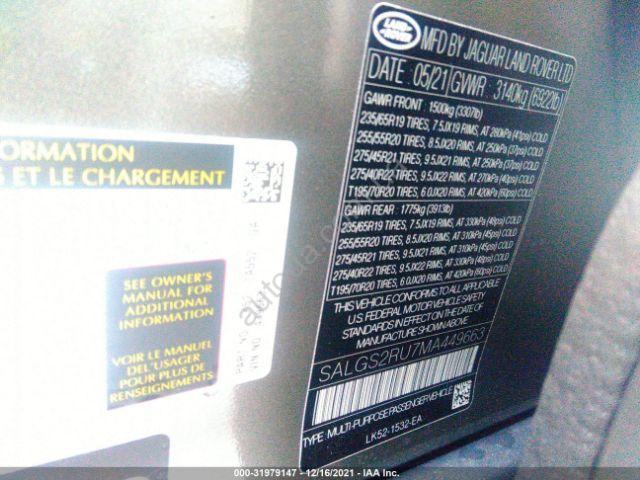 ORMATION
S ET LE CHARGEMENT
SEE OWNER'S
MANUAL FOR
ADDITIONAL
INFORMATION
VOIR LE MANUEL
DEL'USAGER
POUR PLUS DE
RENSEIGNEMENTS
LAND
ROVER
MFD BY JAGUAR LAND ROVER LTD
DATE: 05/21 GVWR: 3140kg (6922lb)
GAWR FRONT: 1500kg (3307lb)
235/65R19 TIRES, 7.5JX19 RIMS, AT 280kPa (41psi) COLD
255/55R20 TIRES, 8.5JX20 RIMS, AT 250kPa (37psi) COLD
275/45R21 TIRES, 9.5JX21 RIMS, AT 250kPa (37psi) COLD
275/40R22 TIRES, 9.5JX22 RIMS, AT 270kPa (40psi) COLD
T195/70R20 TIRES, 6.0JX20 RIMS, AT 420kPa (60psi) COLD
GAWR REAR: 1775kg (3913lb)
235/65R19 TIRES, 7.5JX19 RIMS, AT 330kPa (49psi) COLD
255/55R20 TIRES, 8.5JX20 RIMS, AT 310kPa (45psi) COLD
275/45R21 TIRES, 9.5JX21 RIMS, AT 310kPa (45psi) COLD
275/40R22 TIRES, 9.5JX22 RIMS, AT 330kPa (48psi) COLD
T195/70R20 TIRES, 6.0JX20 RIMS, AT 420kPa (60psi) COLD
THIS VEHICLE CONFORMS TO ALL APPLICABLE
FEDERAL MOTOR VEHICLE SAFETY AND THEFT PREVENTION
STANDARDS IN EFFECT ON THE DATE OF
MANUFACTURE SHOWN ABOVE.
SALGS2RU7MA449663
TYPE: MULTI-PURPOSE PASSENGER VEHICLE
LK52-1532-EA
PART NO
VIN NO
000-31979147 - 12/16/2021 - IAA Inc.